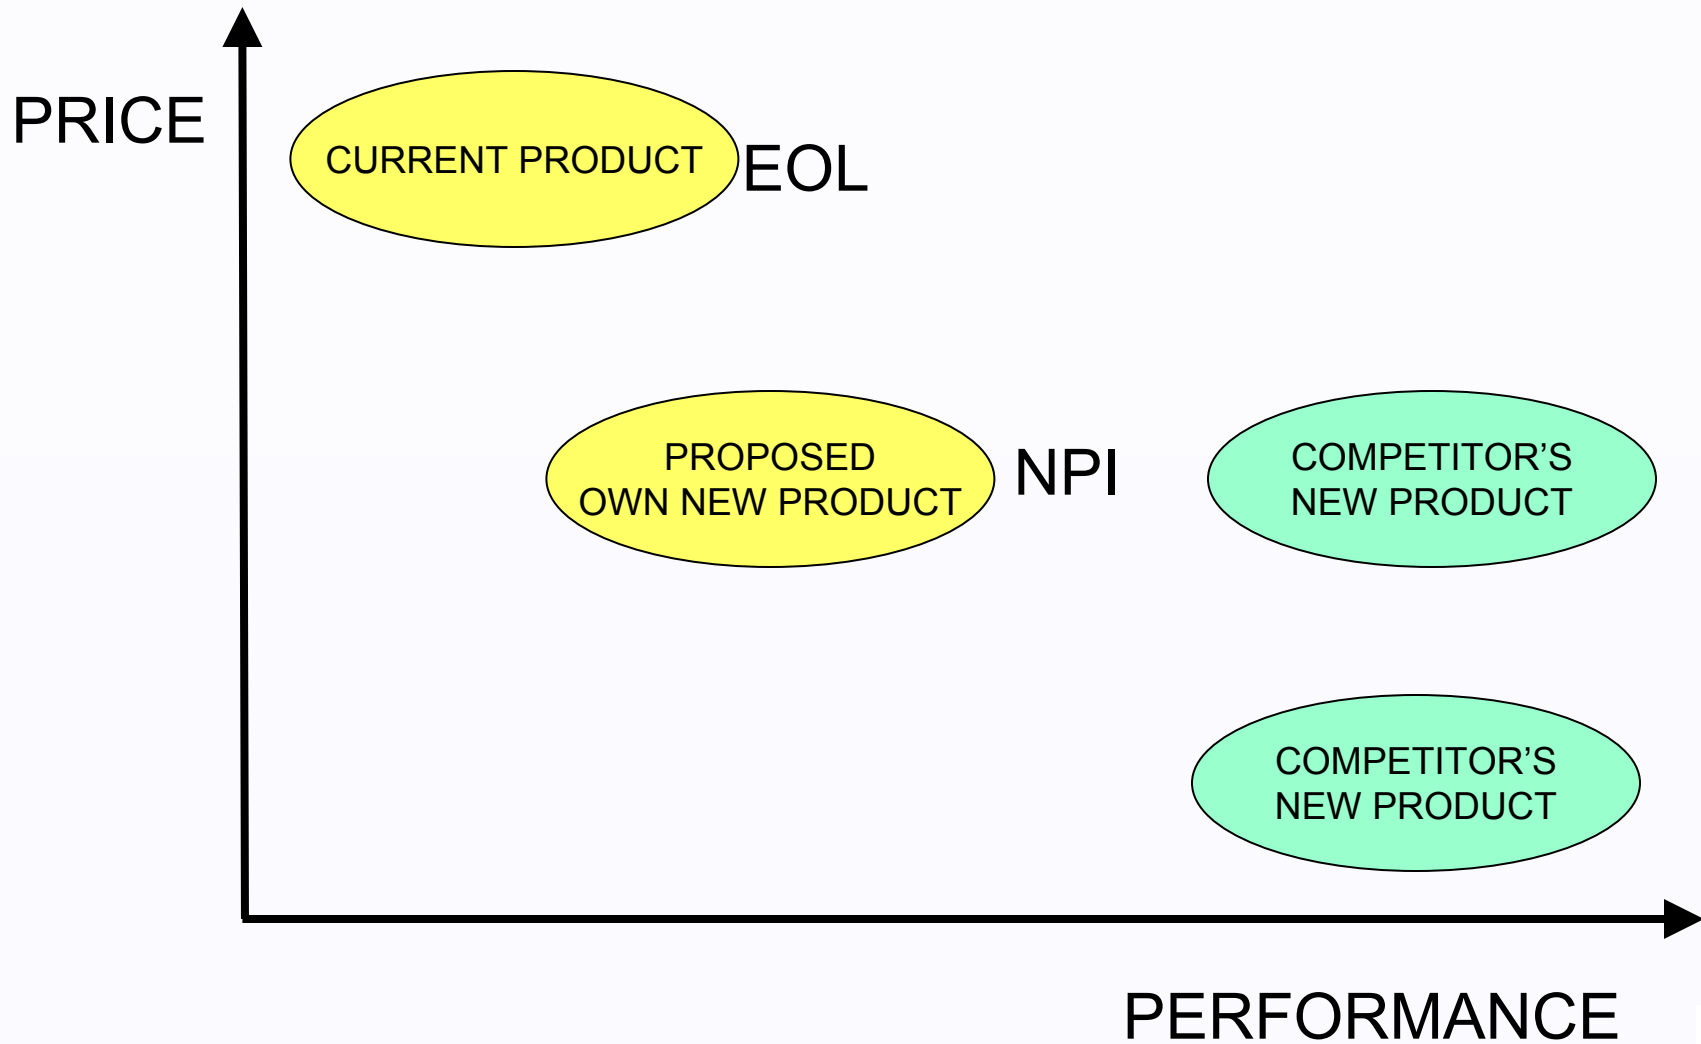 PRICE
CURRENT PRODUCT
EOL
PROPOSED
OWN NEW PRODUCT
NPI
COMPETITOR’S
NEW PRODUCT
COMPETITOR’S
NEW PRODUCT
PERFORMANCE